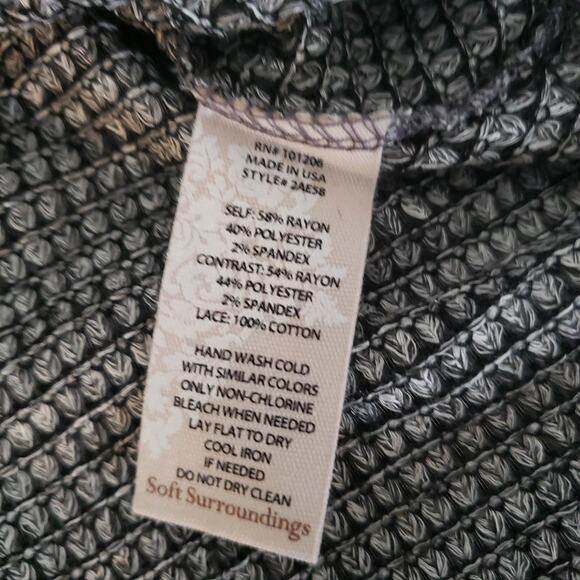 RN# 101206
MADE IN USA
STYLE# 2AE58
SELF: 58% RAYON
40% POLYESTER
2% SPANDEX
CONTRAST: 54% RAYON
44% POLYESTER
2% SPANDEX
LACE: 100% COTTON
HAND WASH COLD
WITH SIMILAR COLORS
ONLY NON-CHLORINE
BLEACH WHEN NEEDED
LAY FLAT TO DRY
COOL IRON
IF NEEDED
DO NOT DRY CLEAN
Soft Surroundings